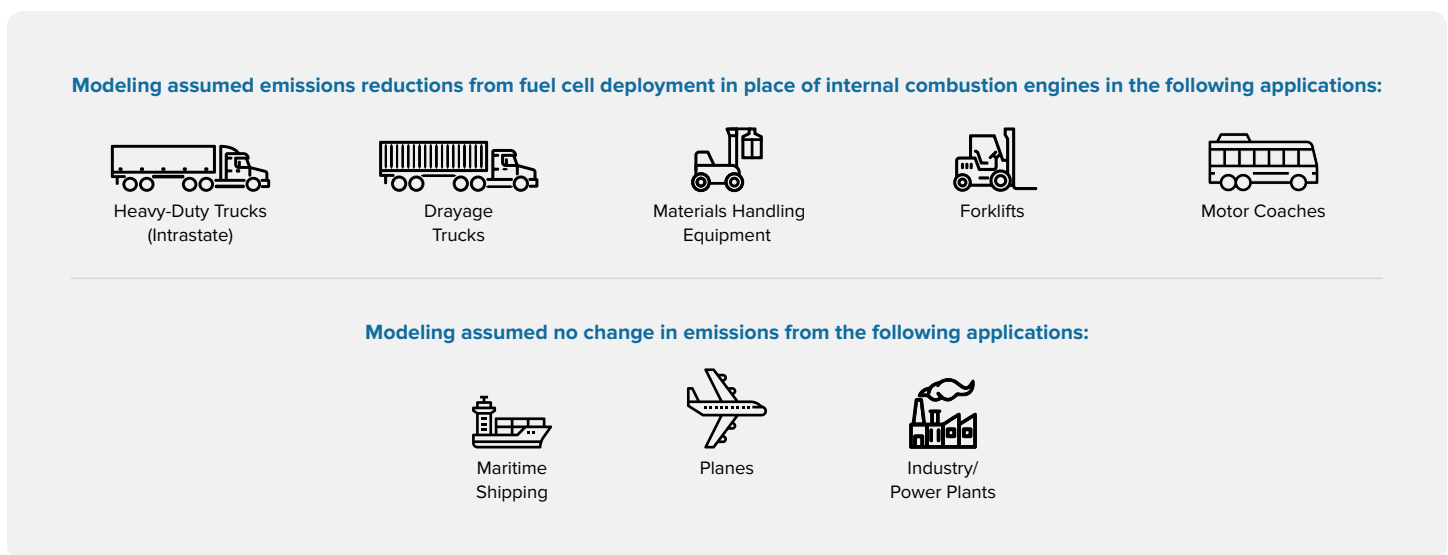 Modeling assumed emissions reductions from fuel cell deployment in place of internal combustion engines in the following applications:
Heavy-Duty Trucks
(Intrastate)
Drayage
Trucks
Materials Handling
Equipment
Forklifts
Motor Coaches
Modeling assumed no change in emissions from the following applications:
Maritime
Shipping
Planes
Industry/
Power Plants